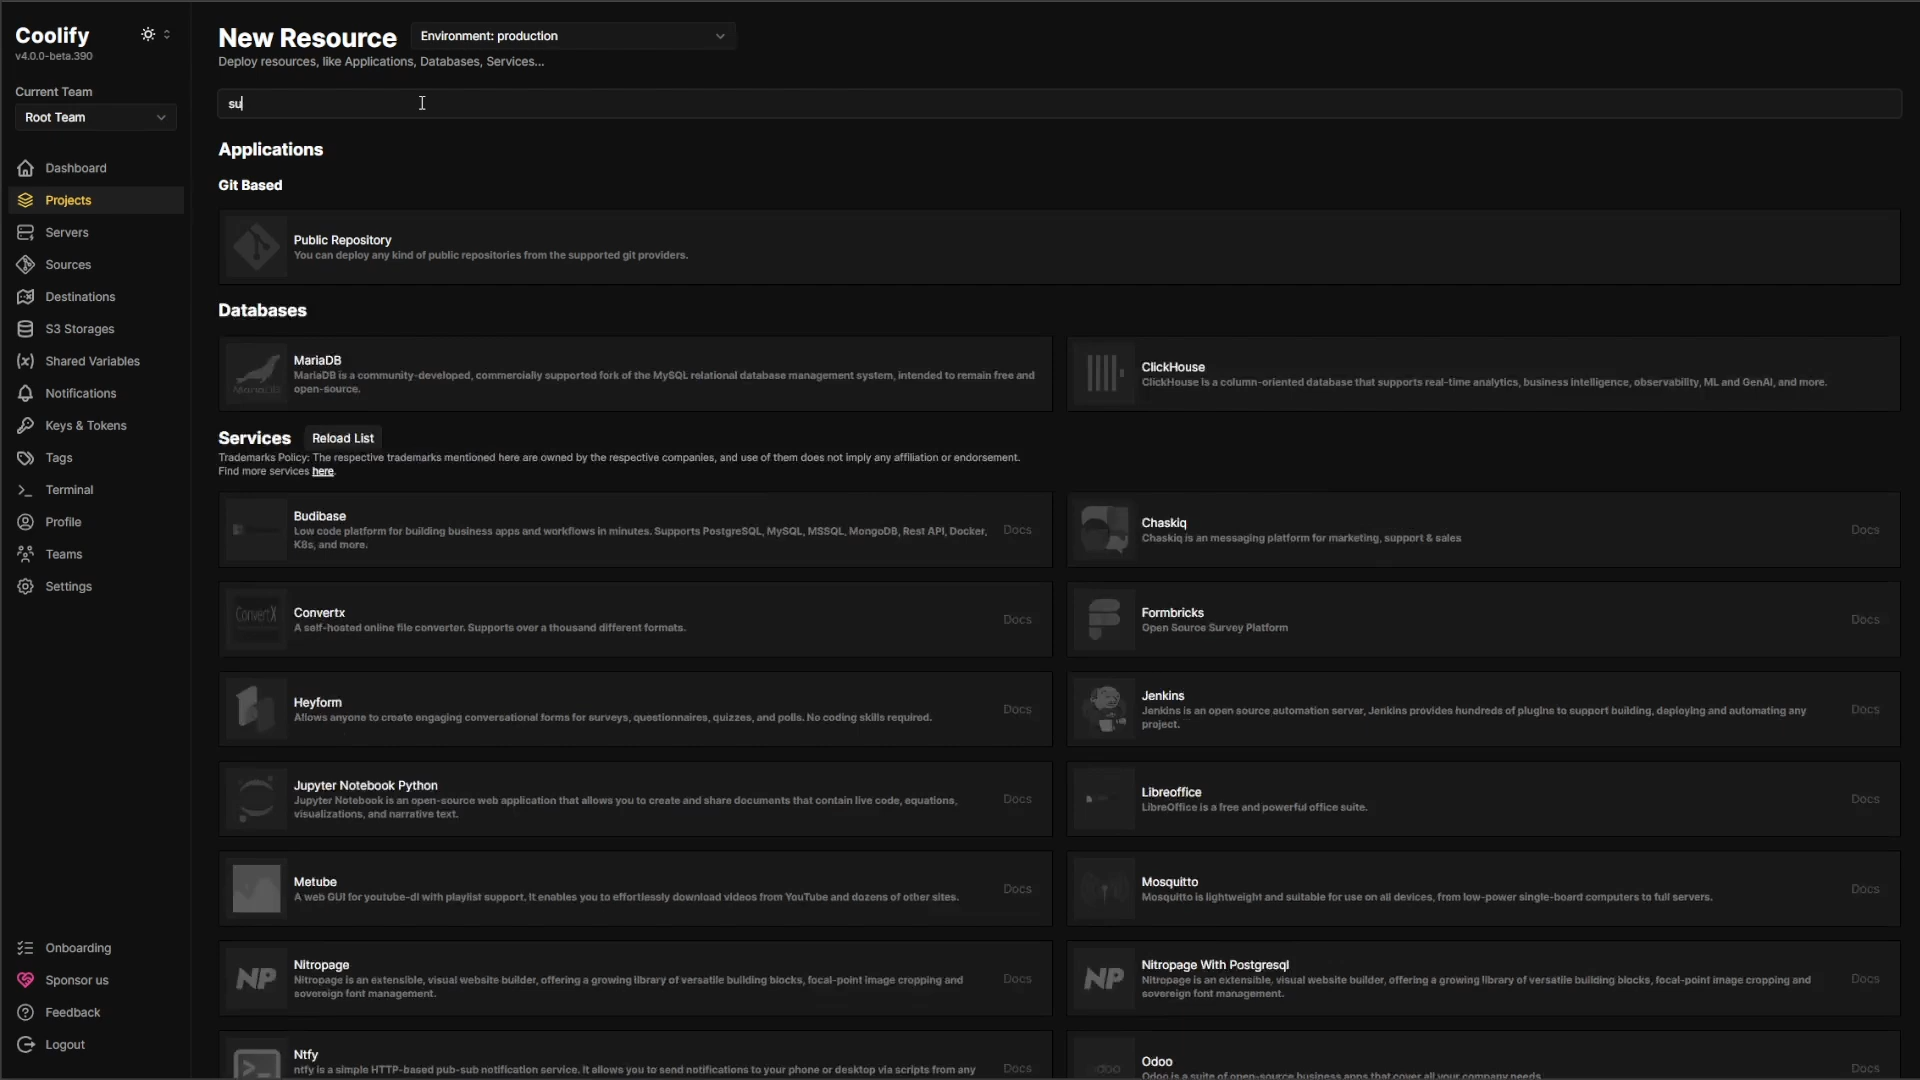 Coolify
v4.0.0-beta.390
Current Team
Root Team
Dashboard
Projects
Servers
Sources
Destinations
S3 Storages
Shared Variables
Notifications
Keys & Tokens
Tags
Terminal
Profile
Teams
Settings
Onboarding
Sponsor us
Feedback
Logout
New Resource
Environment: production
Deploy resources, like Applications, Databases, Services...
su
Applications
Git Based
Public Repository
You can deploy any kind of public repositories from the supported git providers.
Databases
MariaDB
MariaDB is a community-developed, commercially supported fork of the MySQL relational database management system, intended to remain free and
open-source.
MariaDB
ClickHouse
ClickHouse is a column-oriented database that supports real-time analytics, business intelligence, observability, ML and GenAI, and more.
Services
Reload List
Trademarks Policy: The respective trademarks mentioned here are owned by the respective companies, and use of them does not imply any affiliation or endorsement.
Find more services here.
Budibase
Low code platform for building business apps and workflows in minutes. Supports PostgreSQL, MySQL, MSSQL, MongoDB, Rest API, Docker,
K8s, and more.
Docs
Chaskiq
Chaskiq is an messaging platform for marketing, support & sales
Docs
ConvertX
Convertx
A self-hosted online file converter. Supports over a thousand different formats.
Docs
Formbricks
Open Source Survey Platform
Docs
Heyform
Allows anyone to create engaging conversational forms for surveys, questionnaires, quizzes, and polls. No coding skills required.
Docs
Jenkins
Jenkins is an open source automation server, Jenkins provides hundreds of plugins to support building, deploying and automating any
project.
Docs
Jupyter Notebook Python
Jupyter Notebook is an open-source web application that allows you to create and share documents that contain live code, equations,
visualizations, and narrative text.
Docs
Libreoffice
LibreOffice is a free and powerful office suite.
Docs
Metube
A web GUI for youtube-dl with playlist support. It enables you to effortlessly download videos from YouTube and dozens of other sites.
Docs
Mosquitto
Mosquitto is lightweight and suitable for use on all devices, from low-power single-board computers to full servers.
Docs
NP
Nitropage
Nitropage is an extensible, visual website builder, offering a growing library of versatile building blocks, focal-point image cropping and
sovereign font management.
Docs
NP
Nitropage With Postgresql
Nitropage is an extensible, visual website builder, offering a growing library of versatile building blocks, focal-point image cropping and
sovereign font management.
Docs
Ntfy
ntfy is a simple HTTP-based pub-sub notification service. It allows you to send notifications to your phone or desktop via scripts from any
Docs
odoo
Odoo
Odoo is a suite of open-source business apps that cover all your company needs
Docs